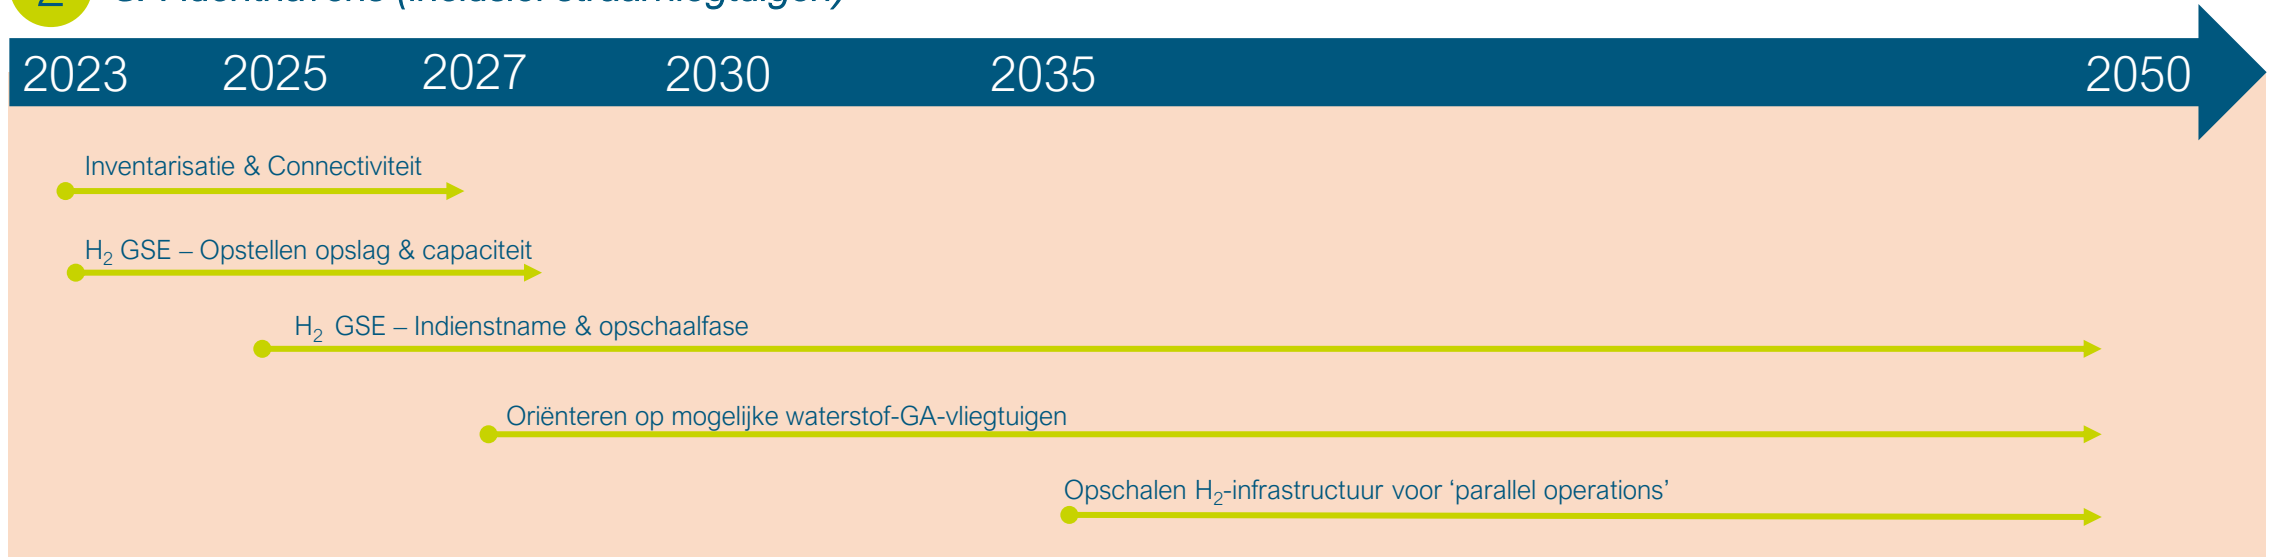 2023 2025 2027 2030 2035 2050
Inventarisatie & Connectiviteit
H₂ GSE – Opstellen opslag & capaciteit
H₂ GSE – Indienstname & opschaalfase
Oriënteren op mogelijke waterstof-GA-vliegtuigen
Opschalen H₂-infrastructuur voor ‘parallel operations’